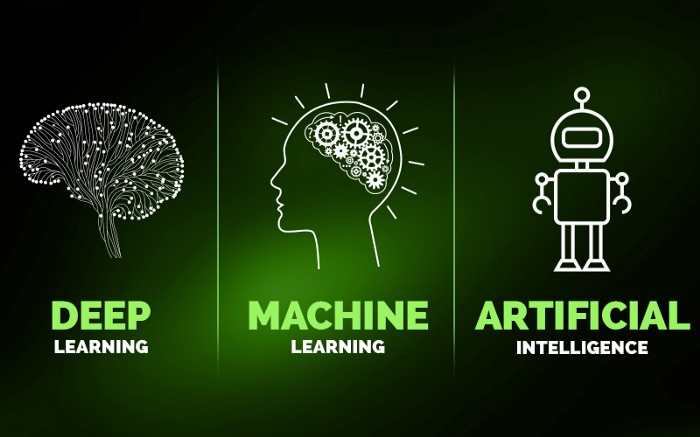 DEEP
LEARNING
MACHINE
LEARNING
ARTIFICIAL
INTELLIGENCE